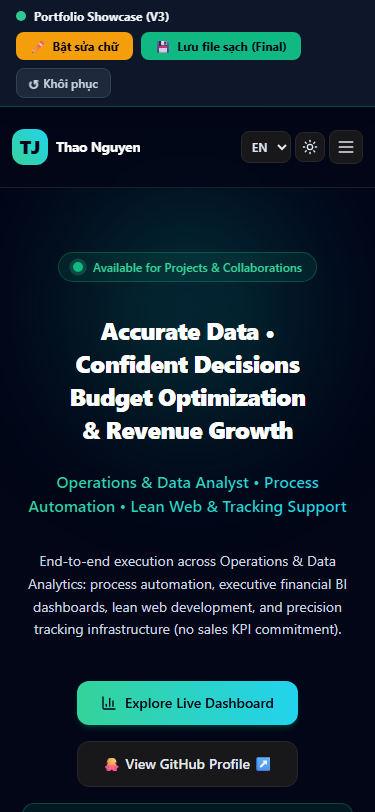 Portfolio Showcase (V3)
Bật sửa chữ
Lưu file sạch (Final)
↺ Khôi phục
TJ Thao Nguyen EN
Available for Projects & Collaborations
Accurate Data •
Confident Decisions
Budget Optimization
& Revenue Growth
Operations & Data Analyst • Process
Automation • Lean Web & Tracking Support
End-to-end execution across Operations & Data
Analytics: process automation, executive financial BI
dashboards, lean web development, and precision
tracking infrastructure (no sales KPI commitment).
Explore Live Dashboard
View GitHub Profile ↗